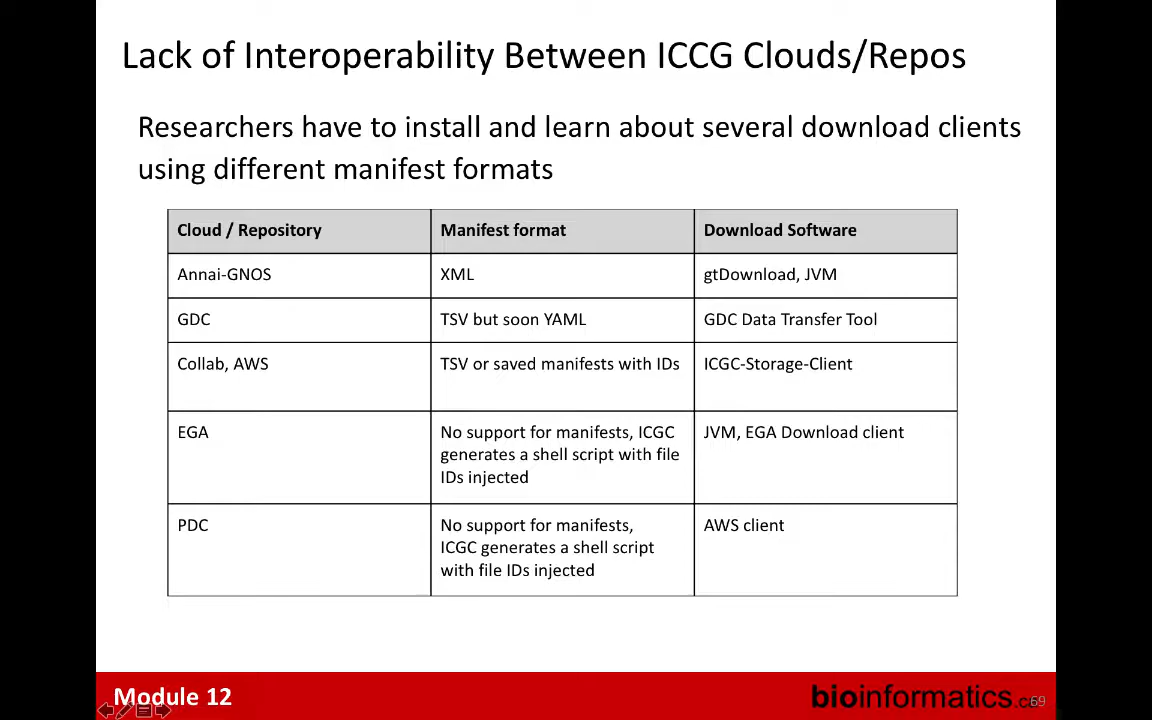 Lack of Interoperability Between ICCG Clouds/Repos
Researchers have to install and learn about several download clients
using different manifest formats
Cloud / Repository Manifest format Download Software
Annai-GNOS XML gtDownload, JVM
GDC TSV but soon YAML GDC Data Transfer Tool
Collab, AWS TSV or saved manifests with IDs ICGC-Storage-Client
EGA No support for manifests, ICGC JVM, EGA Download client
generates a shell script with file
IDs injected
PDC No support for manifests, AWS client
ICGC generates a shell script
with file IDs injected
Module 12 bioinformatics.c 69